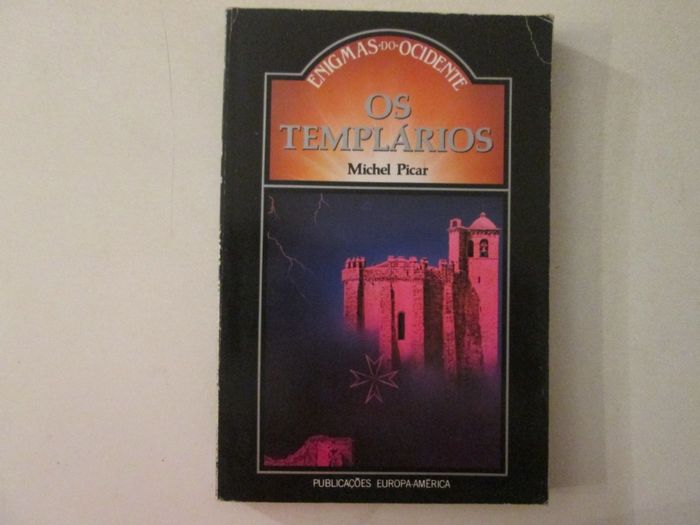 ENIGMAS·DO·OCIDENTE
OS
TEMPLÁRIOS
Michel Picar
PUBLICAÇÕES EUROPA-AMÉRICA